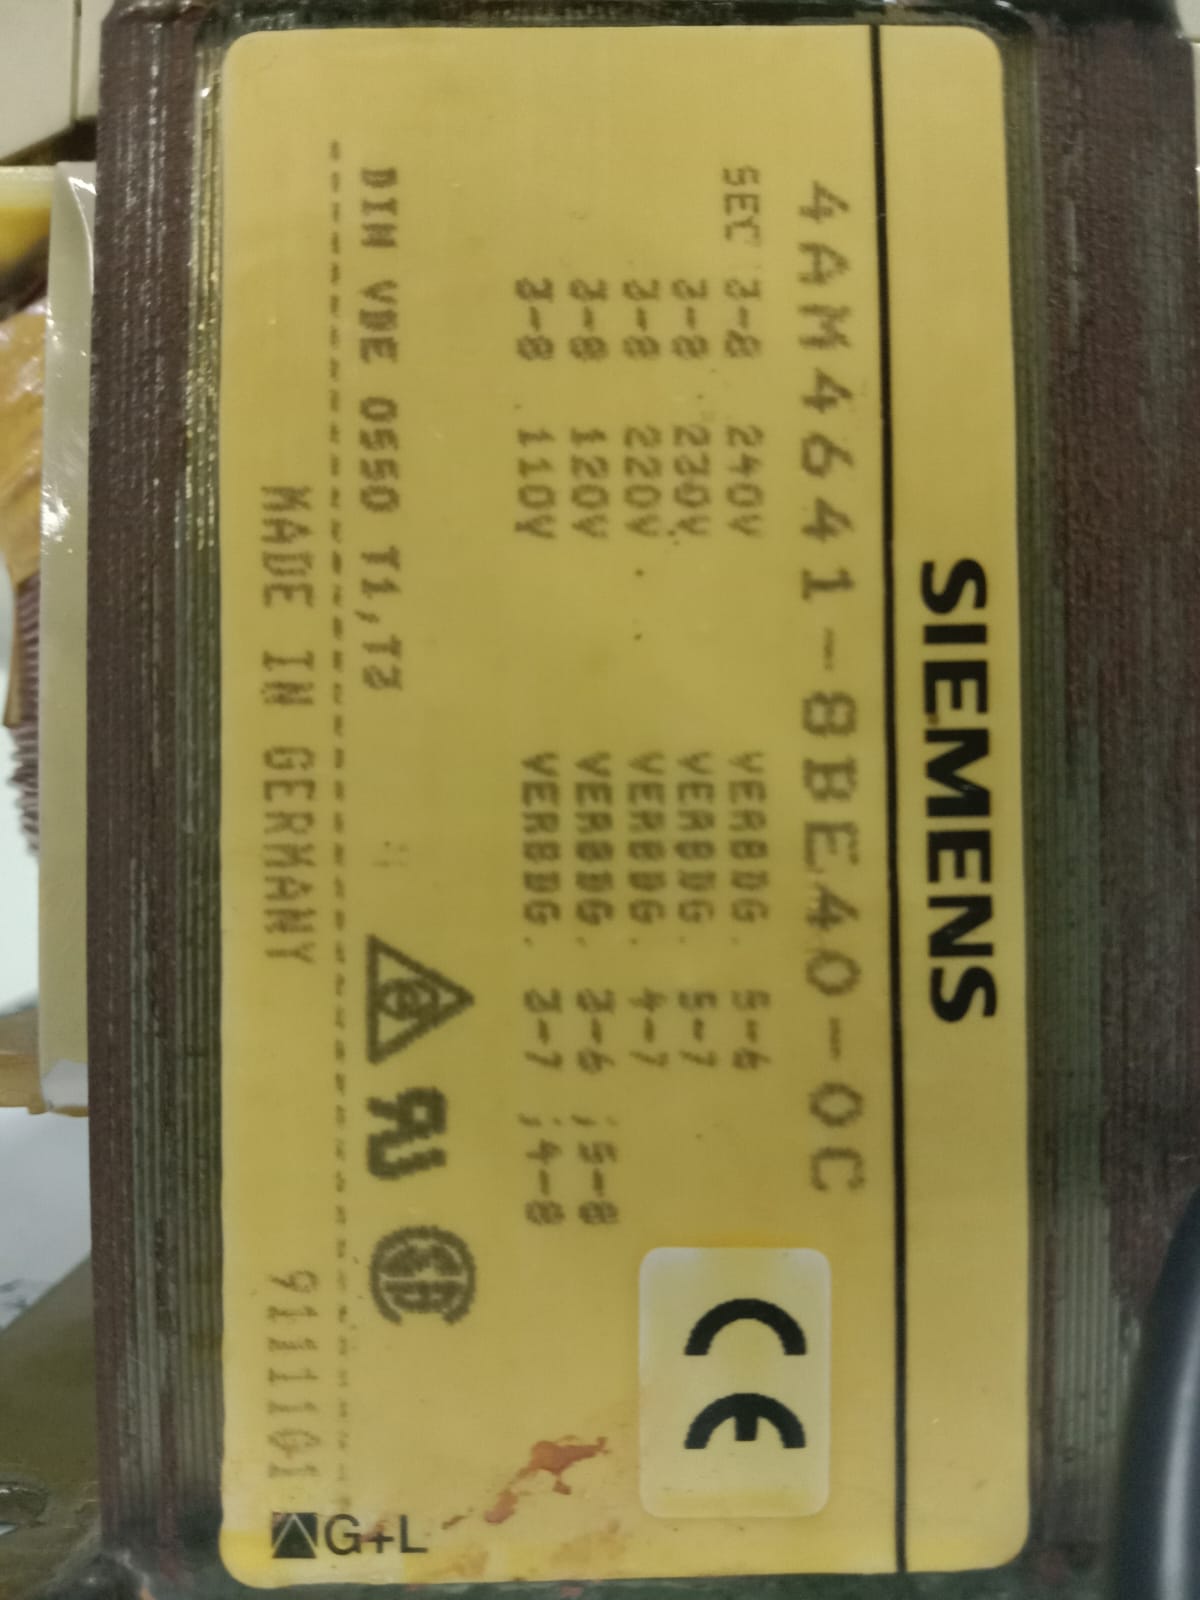 SIEMENS
4AM4641-8BE40-0C
CE
SEC 3-8 240V VERBDG. 5-6
3-8 230V VERBDG. 5-7
3-8 220V VERBDG. 4-7
3-8 120V VERBDG. 3-6 ;5-8
3-8 110V VERBDG. 3-7 ;4-8
DIN VDE 0550 T1,T3
MADE IN GERMANY 9111101
G+L